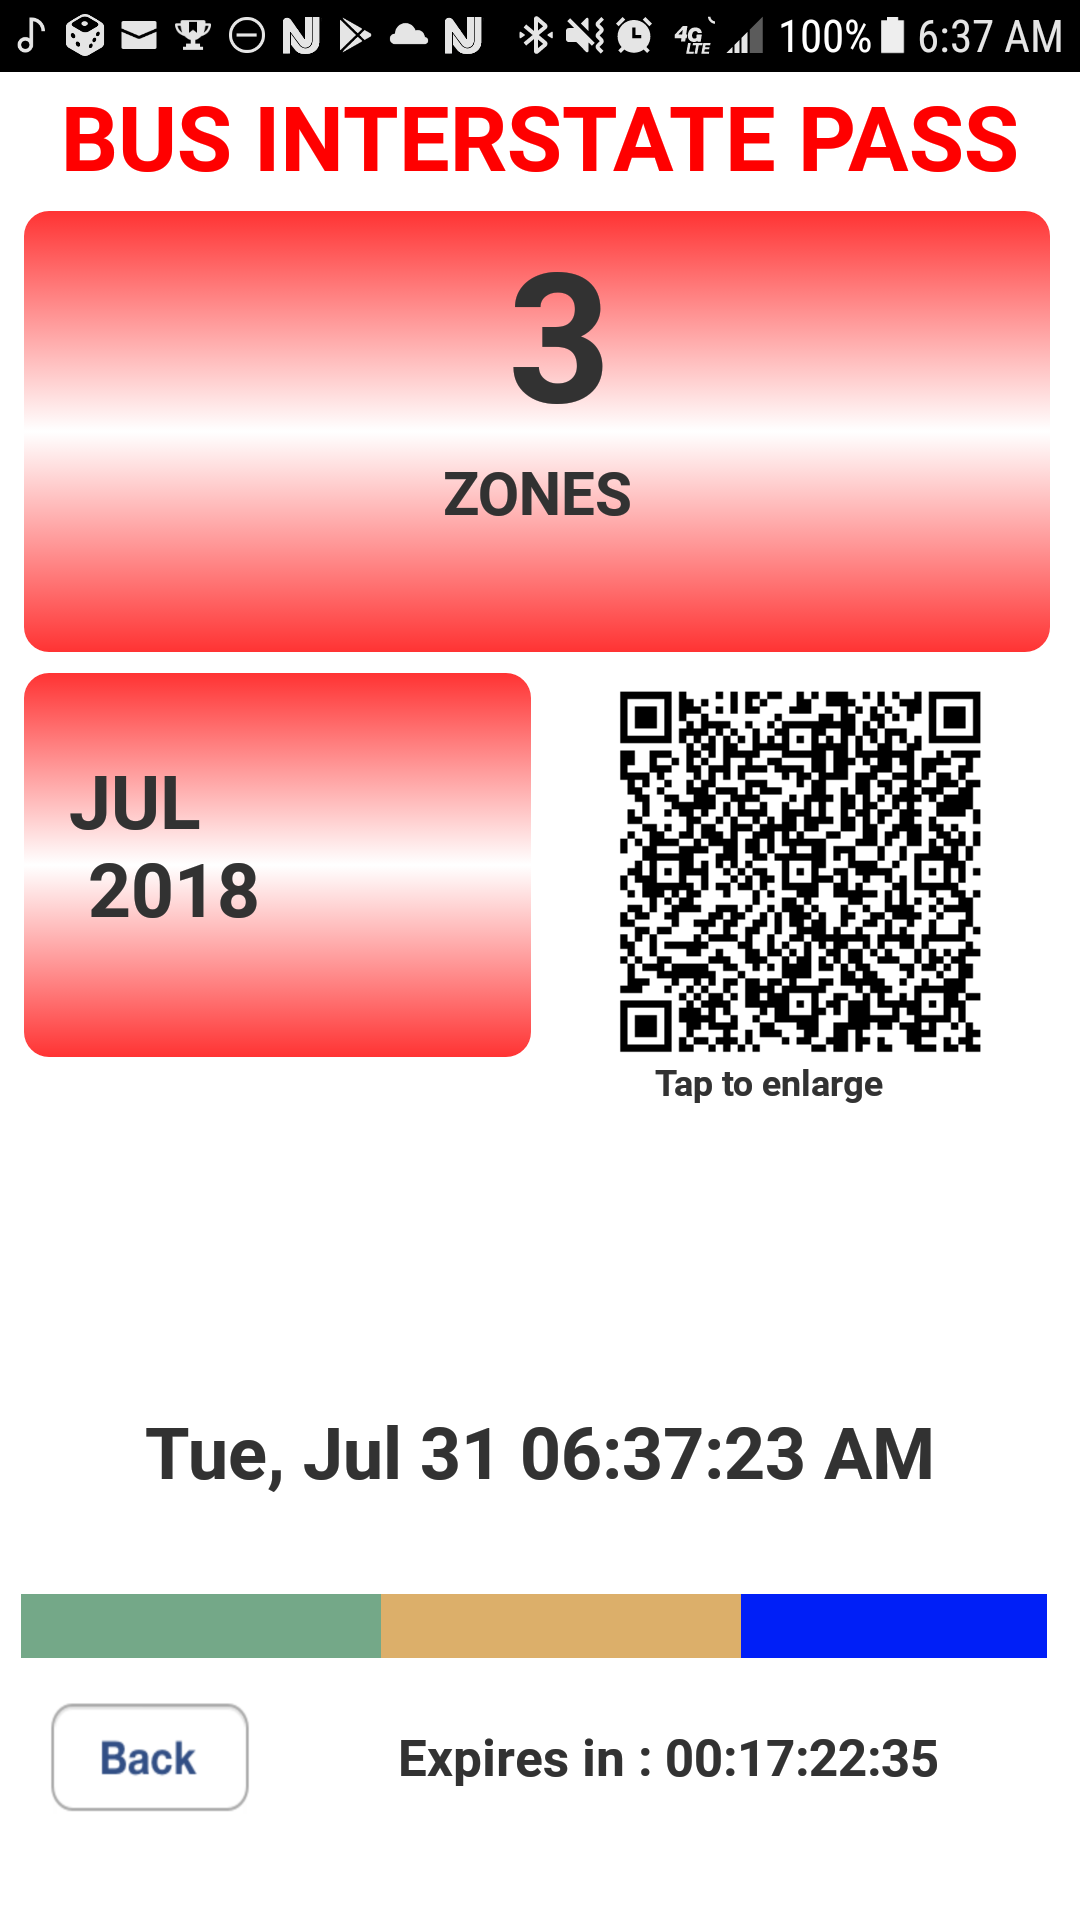 100% 6:37 AM
BUS INTERSTATE PASS
3
ZONES
JUL
2018
Tap to enlarge
Tue, Jul 31 06:37:23 AM
Back
Expires in : 00:17:22:35